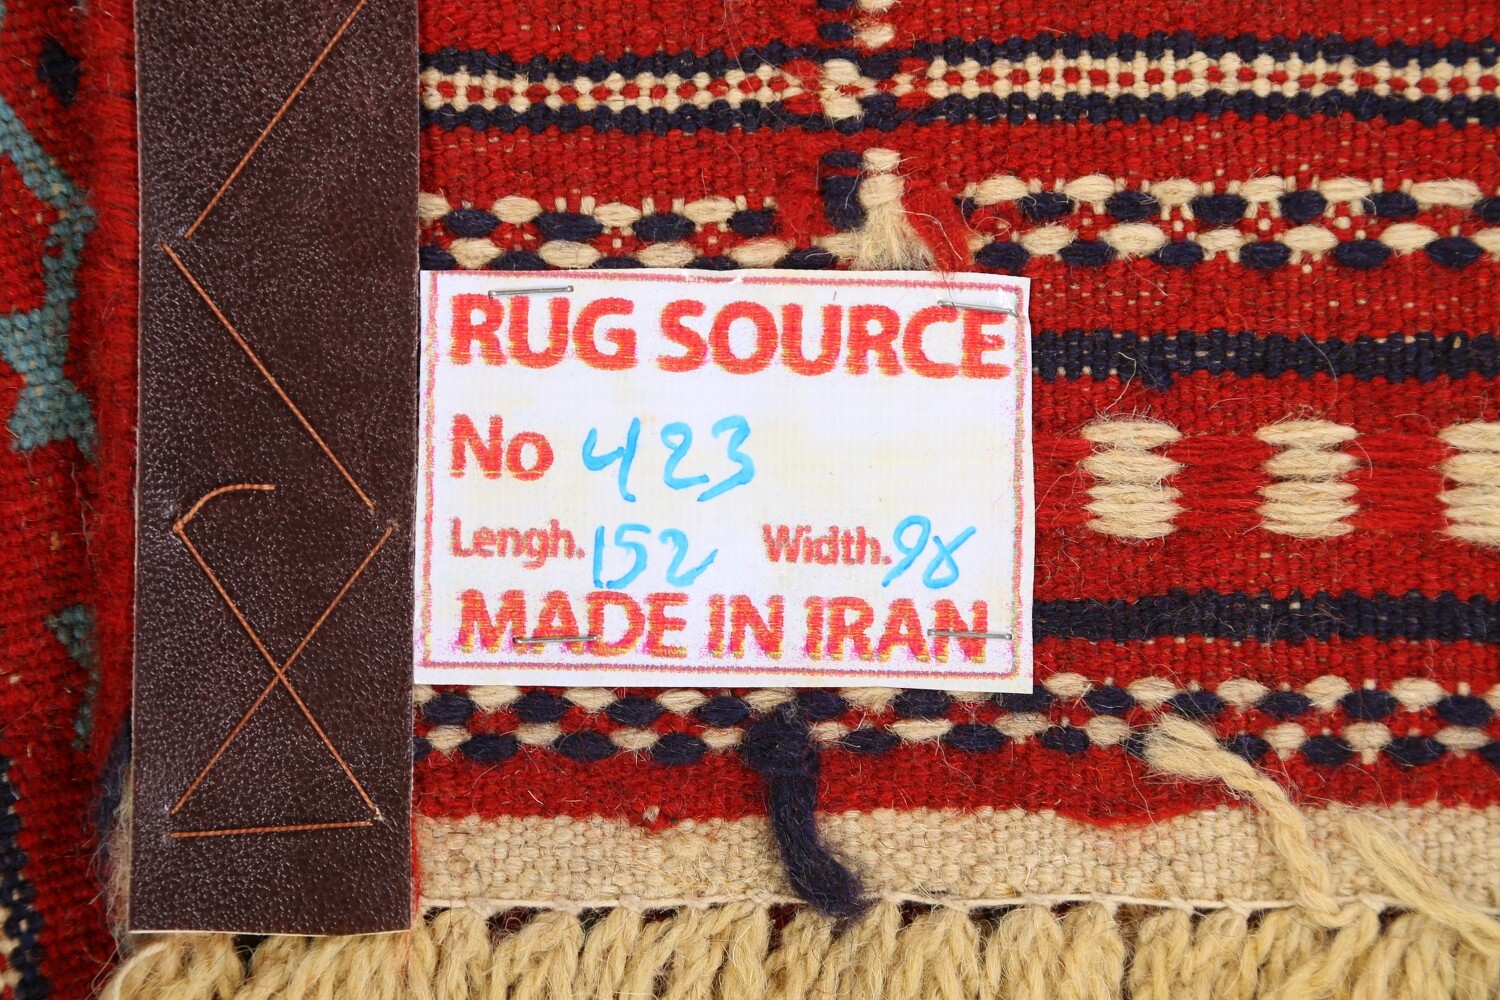 RUG SOURCE
No 423
Lengh. 152 Width. 98
MADE IN IRAN